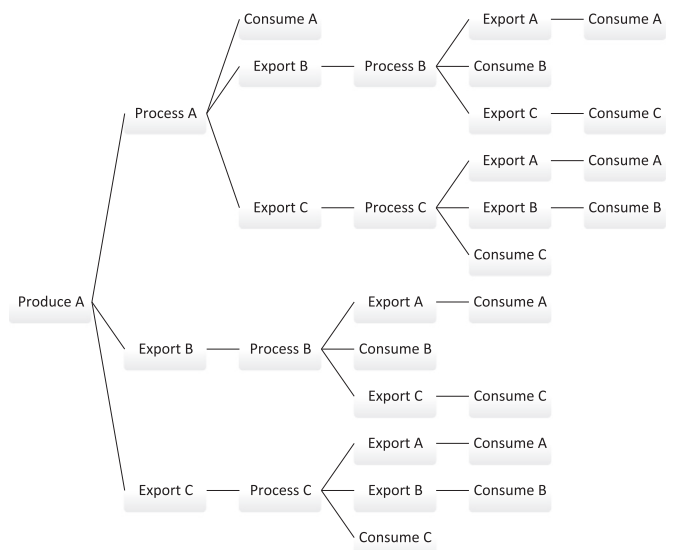 Consume A Export A Consume A
Export B Process B Consume B
Process A Export C Consume C
Export A Consume A
Export C Process C Export B Consume B
Consume C
Produce A Export A Consume A
Export B Process B Consume B
Export C Consume C
Export A Consume A
Export C Process C Export B Consume B
Consume C